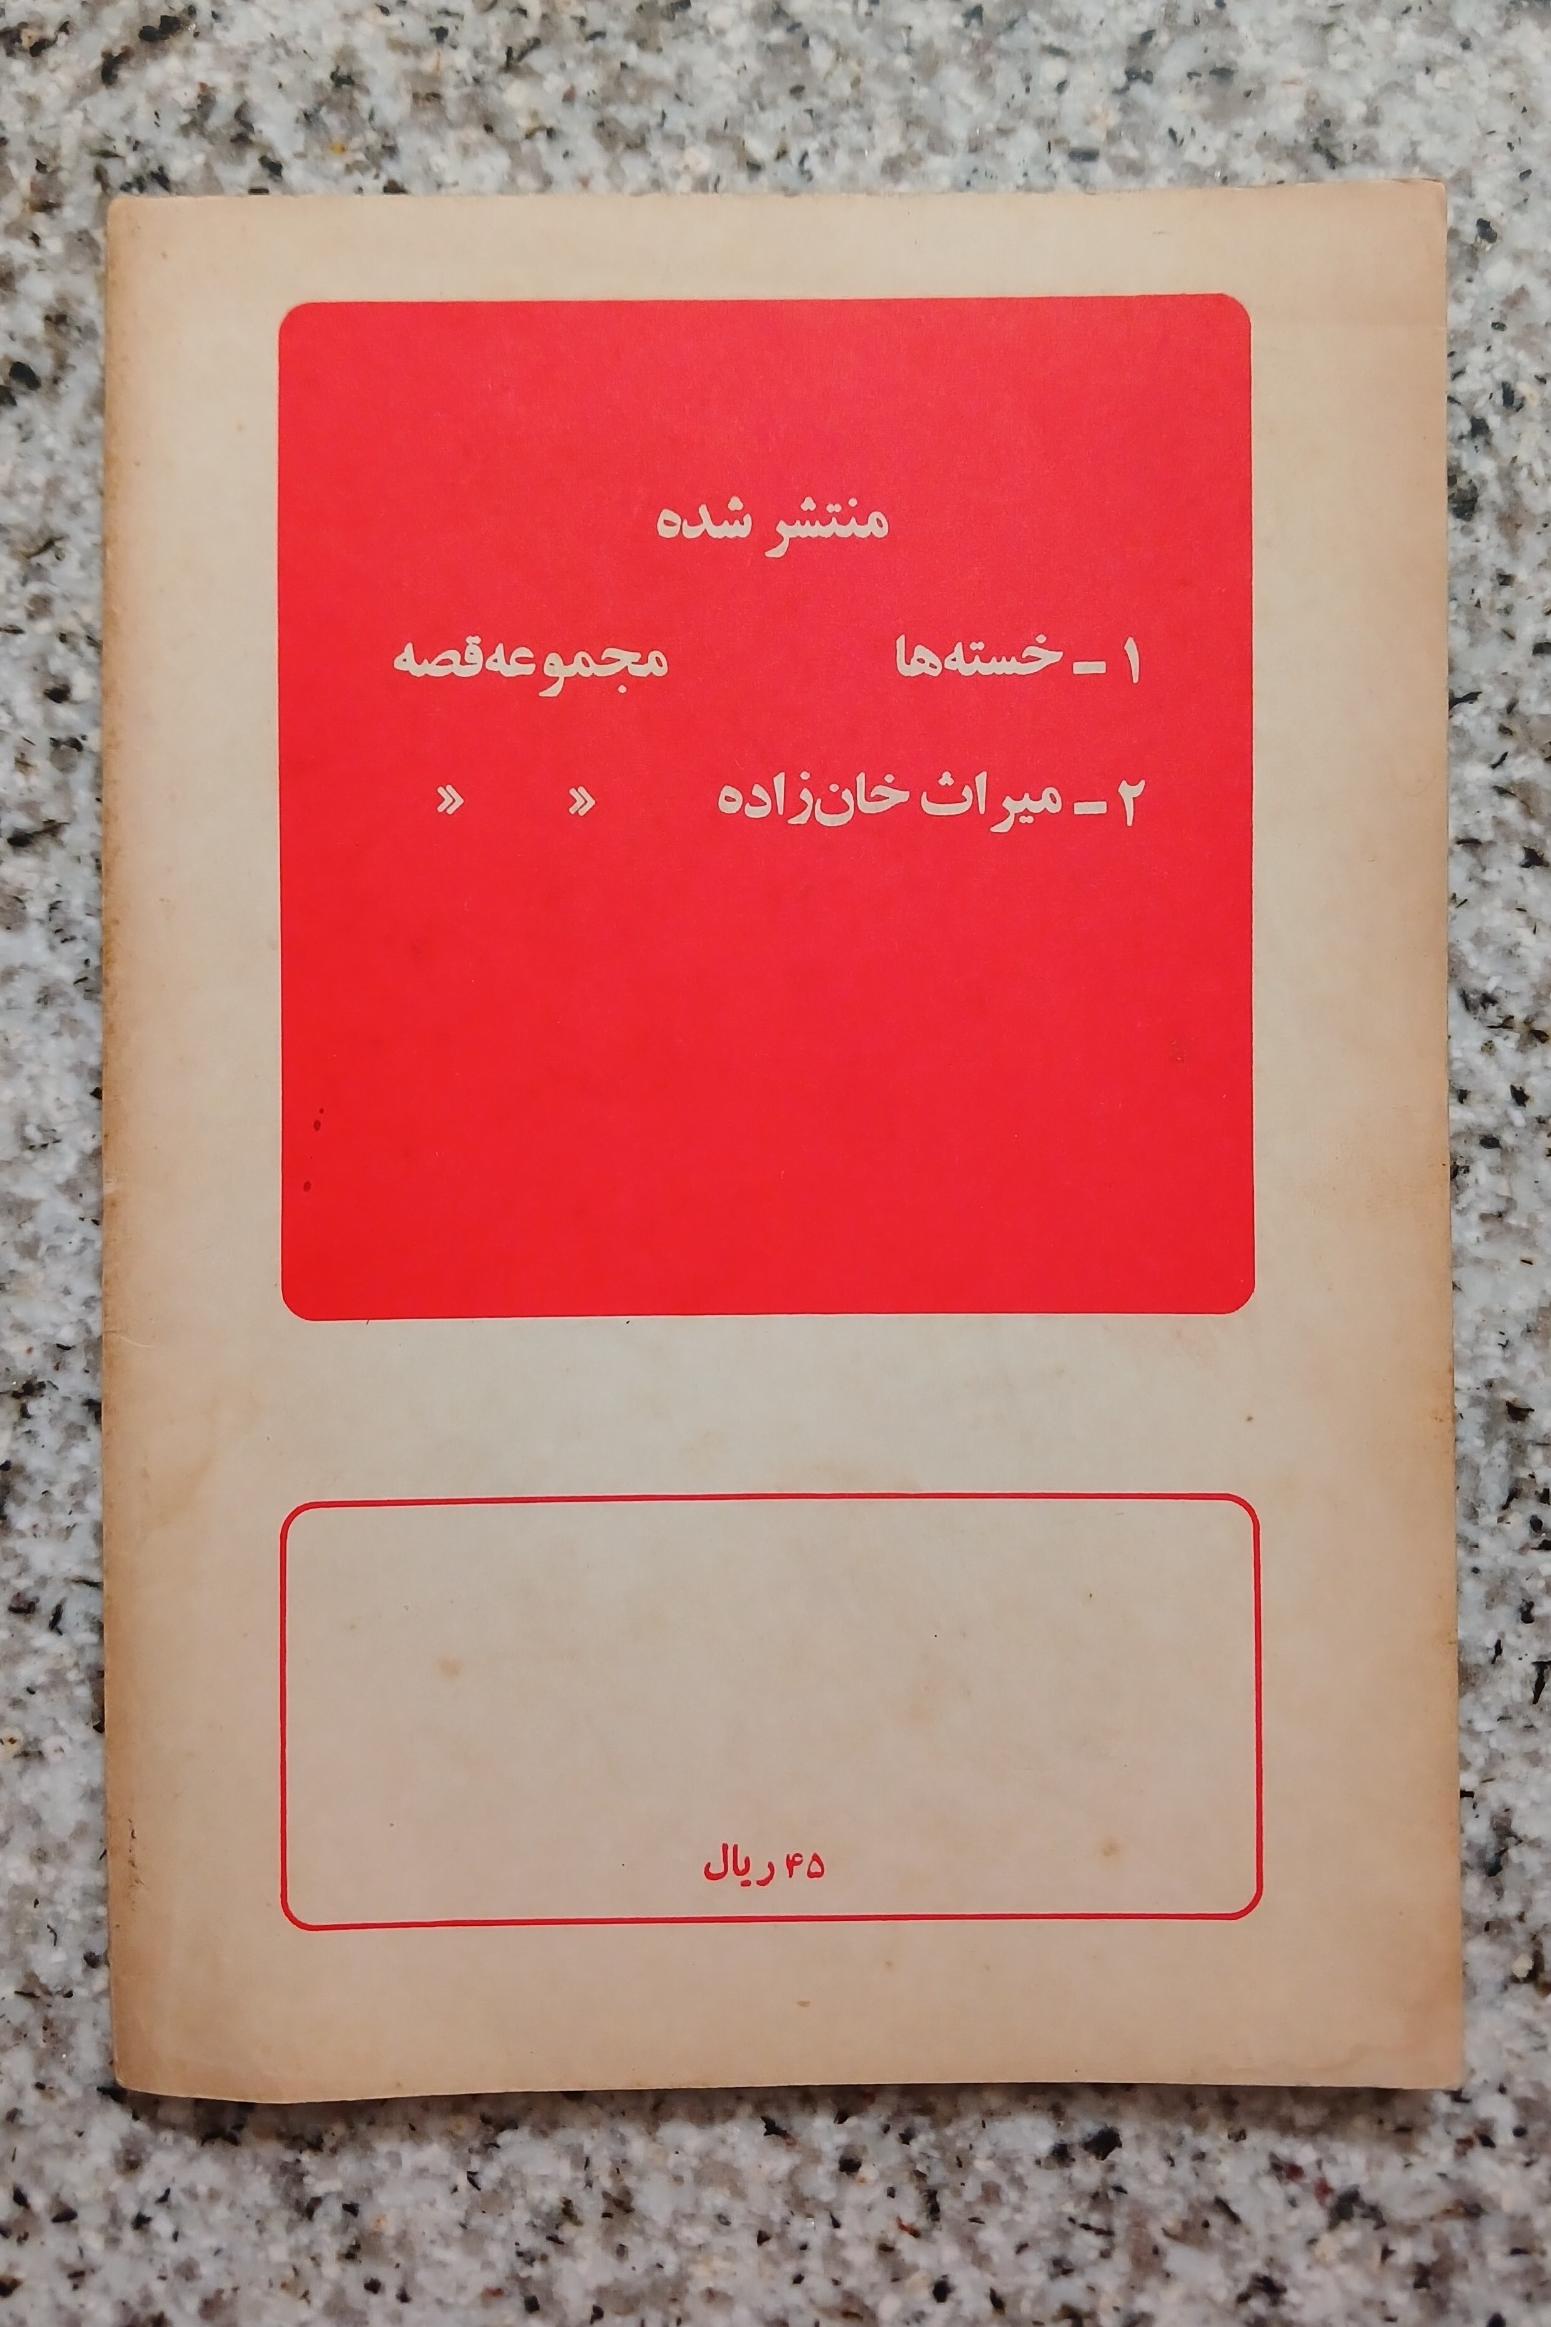 منتشر شده
۱ ـ خسته‌ها مجموعه‌قصه
۲ ـ میراث خان‌زاده » »
۴۵ ریال